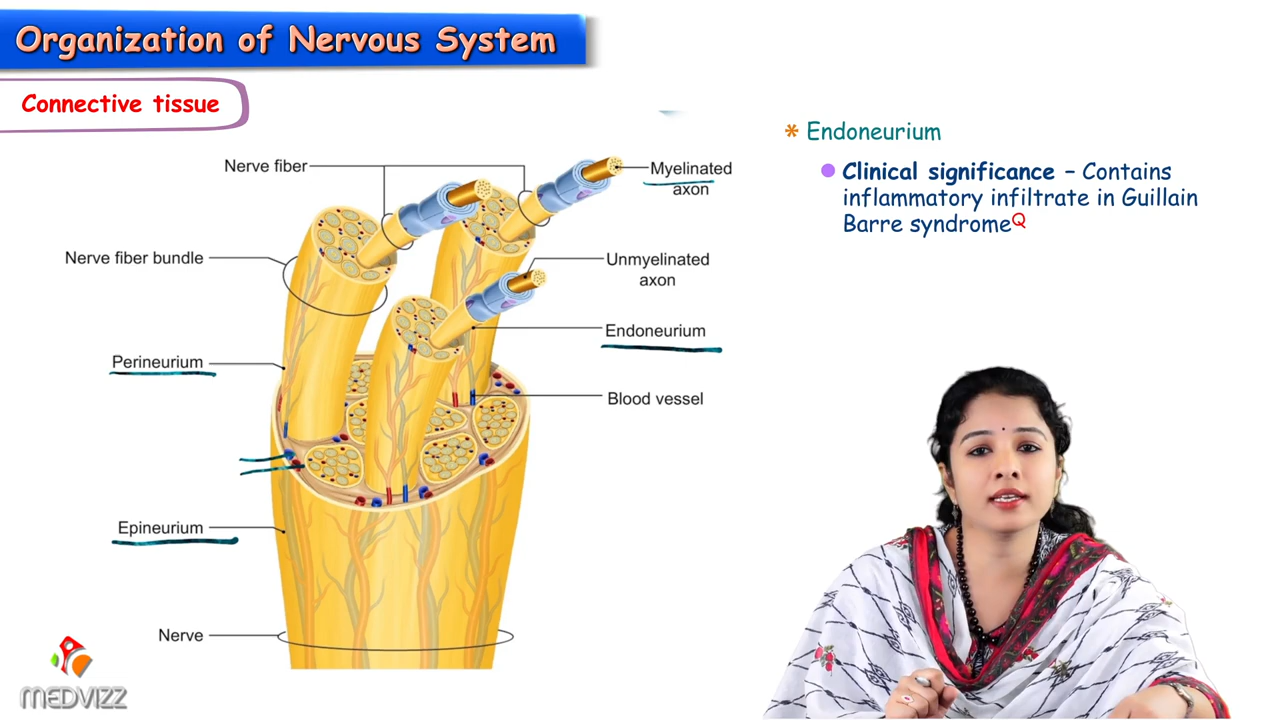 Organization of Nervous System
Connective tissue
Nerve fiber
Myelinated
axon
Nerve fiber bundle
Unmyelinated
axon
Endoneurium
Perineurium
Blood vessel
Epineurium
Nerve
* Endoneurium
Clinical significance – Contains
inflammatory infiltrate in Guillain
Barre syndromeQ
MEDVIZZ